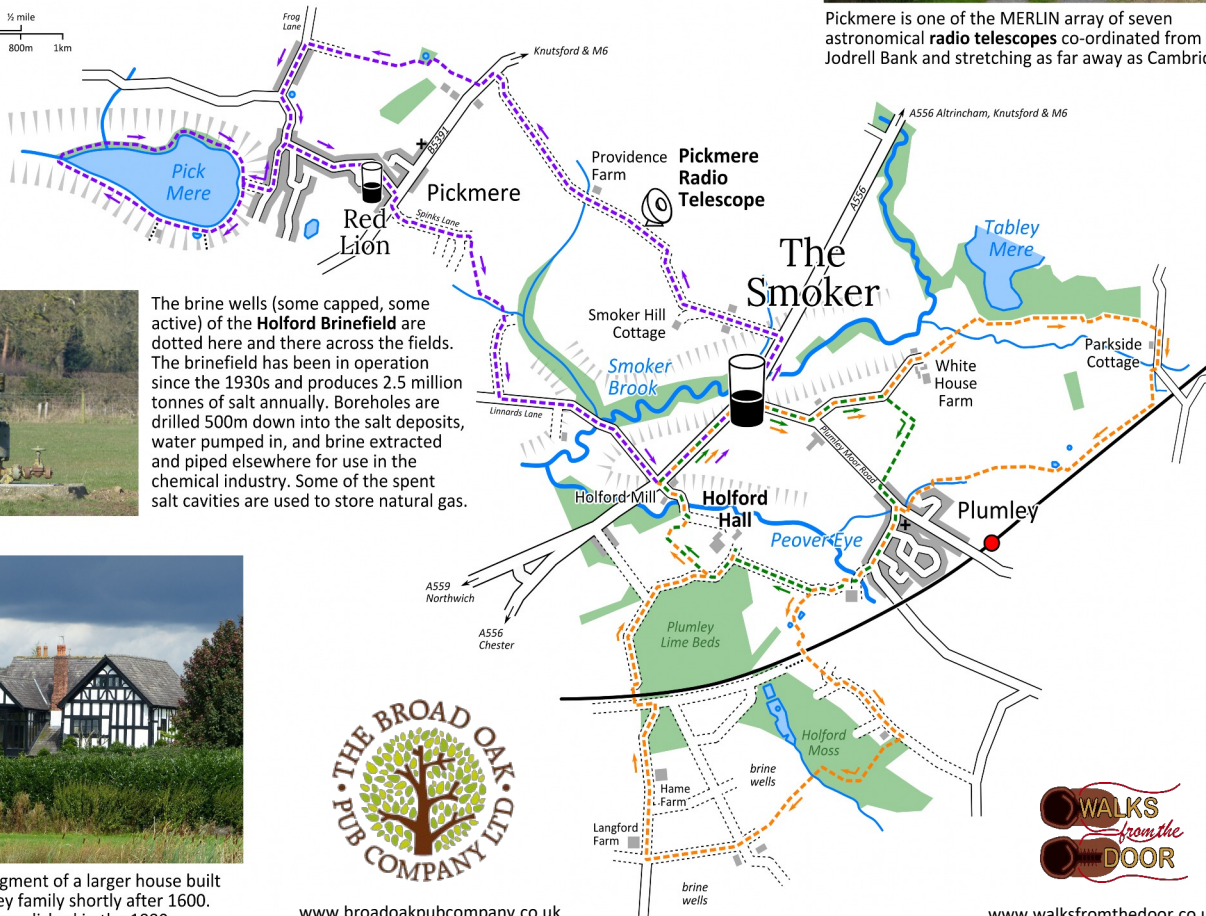 ½ mile
800m 1km
Frog
Lane
Knutsford & M6
Pickmere is one of the MERLIN array of seven
astronomical radio telescopes co-ordinated from
Jodrell Bank and stretching as far away as
A556 Altrincham, Knutsford & M6
B5391
Providence
Farm
Pickmere
Radio
Telescope
A556
Pick
Mere
Pickmere
Red
Lion
Spinks Lane
Tabley
Mere
The
Smoker
The brine wells (some capped, some
active) of the Holford Brinefield are
dotted here and there across the fields.
The brinefield has been in operation
since the 1930s and produces 2.5 million
tonnes of salt annually. Boreholes are
drilled 500m down into the salt deposits,
water pumped in, and brine extracted
and piped elsewhere for use in the
chemical industry. Some of the spent
salt cavities are used to store natural gas.
Smoker Hill
Cottage
Smoker
Brook
Parkside
Cottage
White
House
Farm
Linnards Lane
Plumley Moor Road
Holford Mill
Holford
Hall
Plumley
Peover Eye
A559
Northwich
A556
Chester
Plumley
Lime Beds
Holford
Moss
brine
wells
Hame
Farm
Langford
Farm
brine
wells
THE BROAD OAK
PUB COMPANY LTD
WALKS
from the
DOOR
of a larger house built
family shortly after 1600.
www.broadoakpubcompany.co.uk